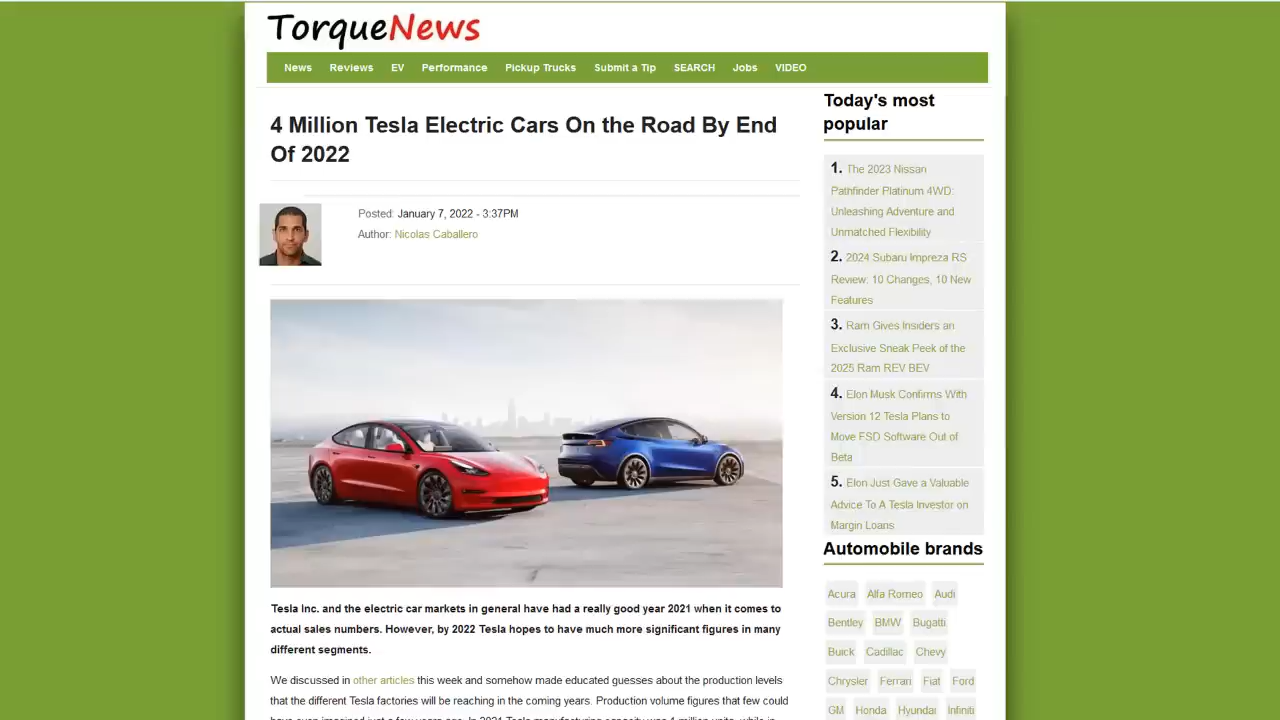 TorqueNews
News Reviews EV Performance Pickup Trucks Submit a Tip SEARCH Jobs VIDEO
4 Million Tesla Electric Cars On the Road By End
Of 2022
Posted: January 7, 2022 - 3:37PM
Author: Nicolas Caballero
Tesla Inc. and the electric car markets in general have had a really good year 2021 when it comes to
actual sales numbers. However, by 2022 Tesla hopes to have much more significant figures in many
different segments.
We discussed in other articles this week and somehow made educated guesses about the production levels
that the different Tesla factories will be reaching in the coming years. Production volume figures that few could
Today's most
popular
1. The 2023 Nissan
Pathfinder Platinum 4WD:
Unleashing Adventure and
Unmatched Flexibility
2. 2024 Subaru Impreza RS
Review: 10 Changes, 10 New
Features
3. Ram Gives Insiders an
Exclusive Sneak Peek of the
2025 Ram REV BEV
4. Elon Musk Confirms With
Version 12 Tesla Plans to
Move FSD Software Out of
Beta
5. Elon Just Gave a Valuable
Advice To A Tesla Investor on
Margin Loans
Automobile brands
Acura Alfa Romeo Audi
Bentley BMW Bugatti
Buick Cadillac Chevy
Chrysler Ferrari Fiat Ford
GM Honda Hyundai Infiniti